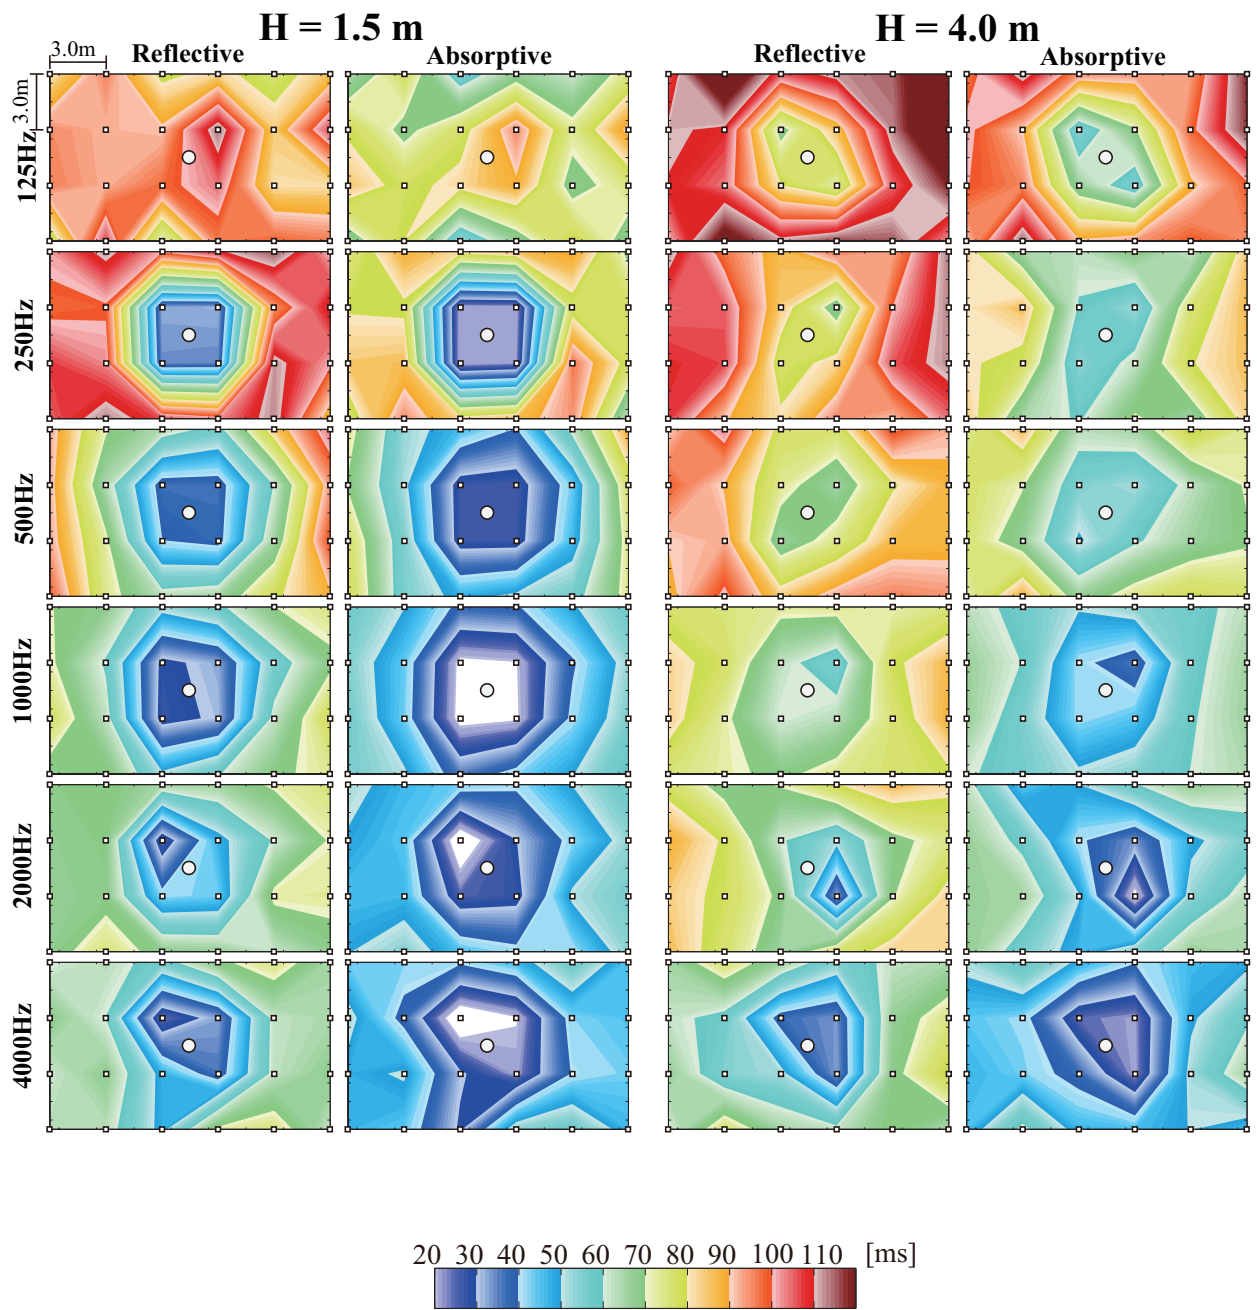 H = 1.5 m
H = 4.0 m
Reflective
Absorptive
Reflective
Absorptive
3.0m
3.0m
125Hz
250Hz
500Hz
1000Hz
2000Hz
4000Hz
20 30 40 50 60 70 80 90 100 110 [ms]